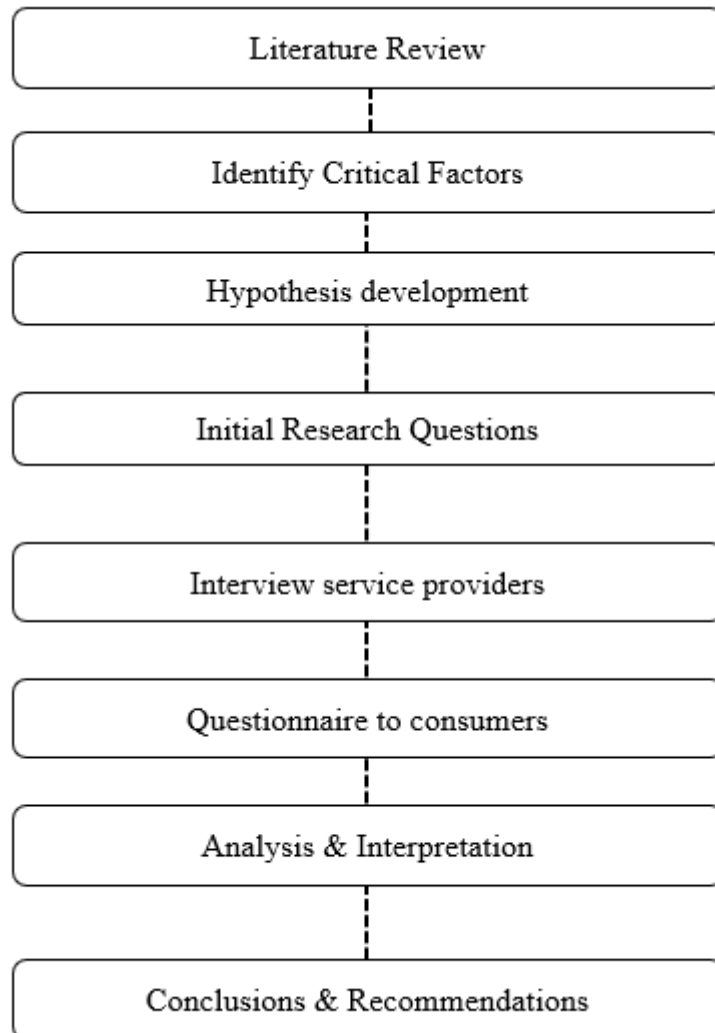 Literature Review
Identify Critical Factors
Hypothesis development
Initial Research Questions
Interview service providers
Questionnaire to consumers
Analysis & Interpretation
Conclusions & Recommendations